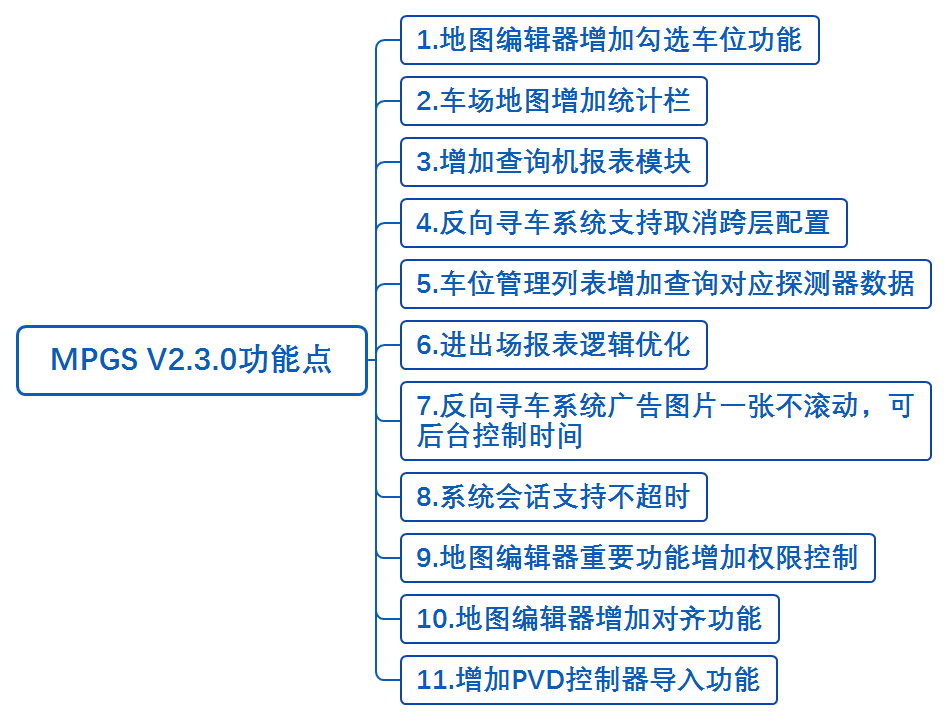 1.地图编辑器增加勾选车位功能
2.车场地图增加统计栏
3.增加查询机报表模块
4.反向寻车系统支持取消跨层配置
5.车位管理列表增加查询对应探测器数据
MPGS V2.3.0功能点
6.进出场报表逻辑优化
7.反向寻车系统广告图片一张不滚动，可
后台控制时间
8.系统会话支持不超时
9.地图编辑器重要功能增加权限控制
10.地图编辑器增加对齐功能
11.增加PVD控制器导入功能